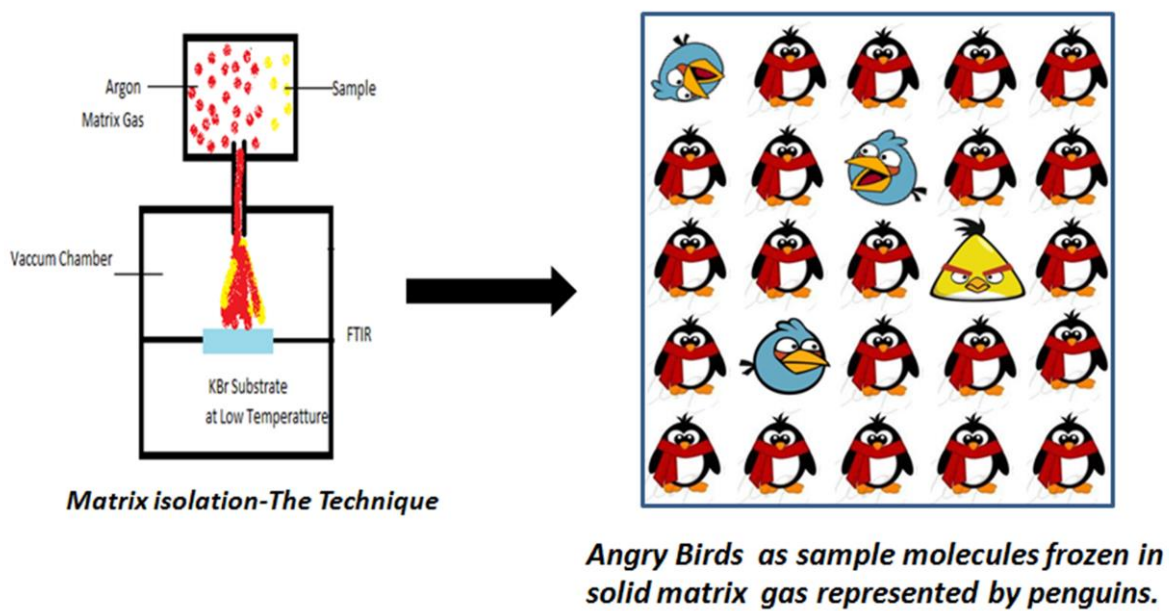 Argon
Matrix Gas
Sample
Vaccum Chamber
FTIR
KBr Substrate
at Low Temperatture
Matrix isolation-The Technique
Angry Birds as sample molecules frozen in
solid matrix gas represented by penguins.